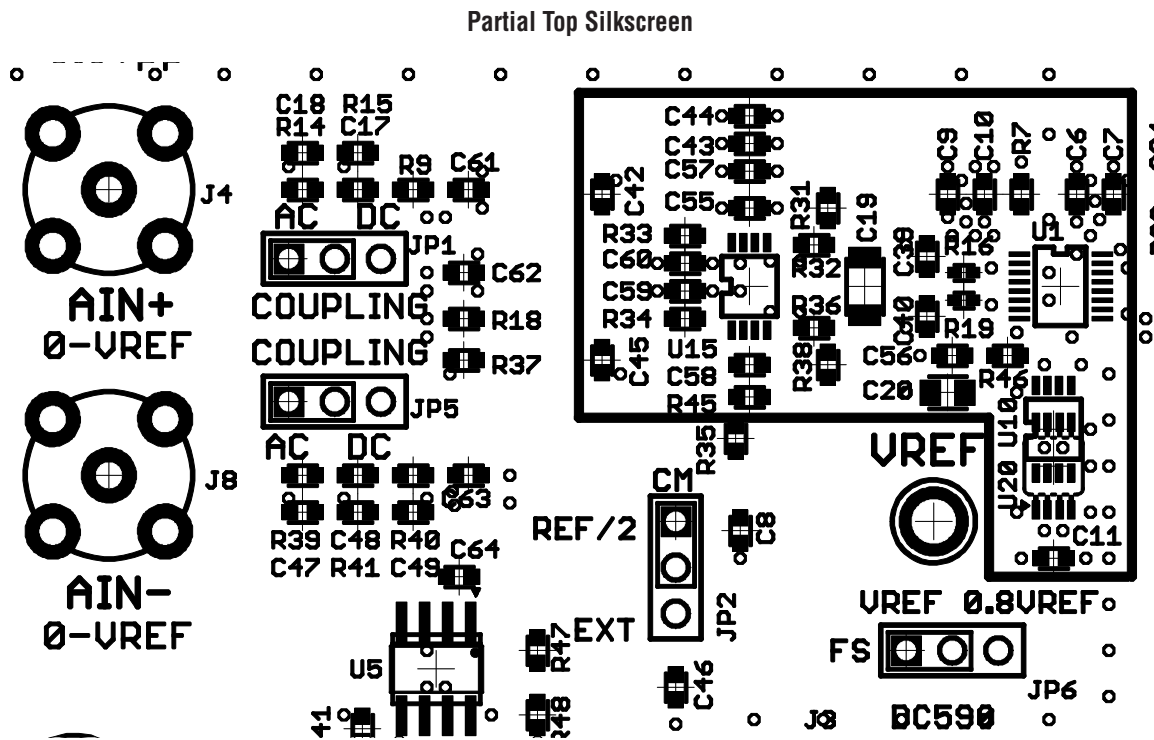 Partial Top Silkscreen
C18 R15
R14 C17
R9
C61
J4
AC DC
JP1
C62
COUPLING
R18
AIN+
0-VREF
COUPLING
R37
JP5
AC DC
J8
C63
R39 C48 R40
C47 R41 C49
C64
AIN-
0-VREF
U5
41
R47
R48
C44
C43
C57
C55
C42
R33
C60
C59
R34
C45
U15
C58
R45
R31
R32
R36
R38
C19
C9
C10
R7
C6
C7
U1
C39
R16
C40
R19
C56
R46
C20
U10
U20
C11
R35
VREF
CM
REF/2
C8
JP2
EXT
C46
VREF 0.8VREF
FS
JP6
J3
DC590